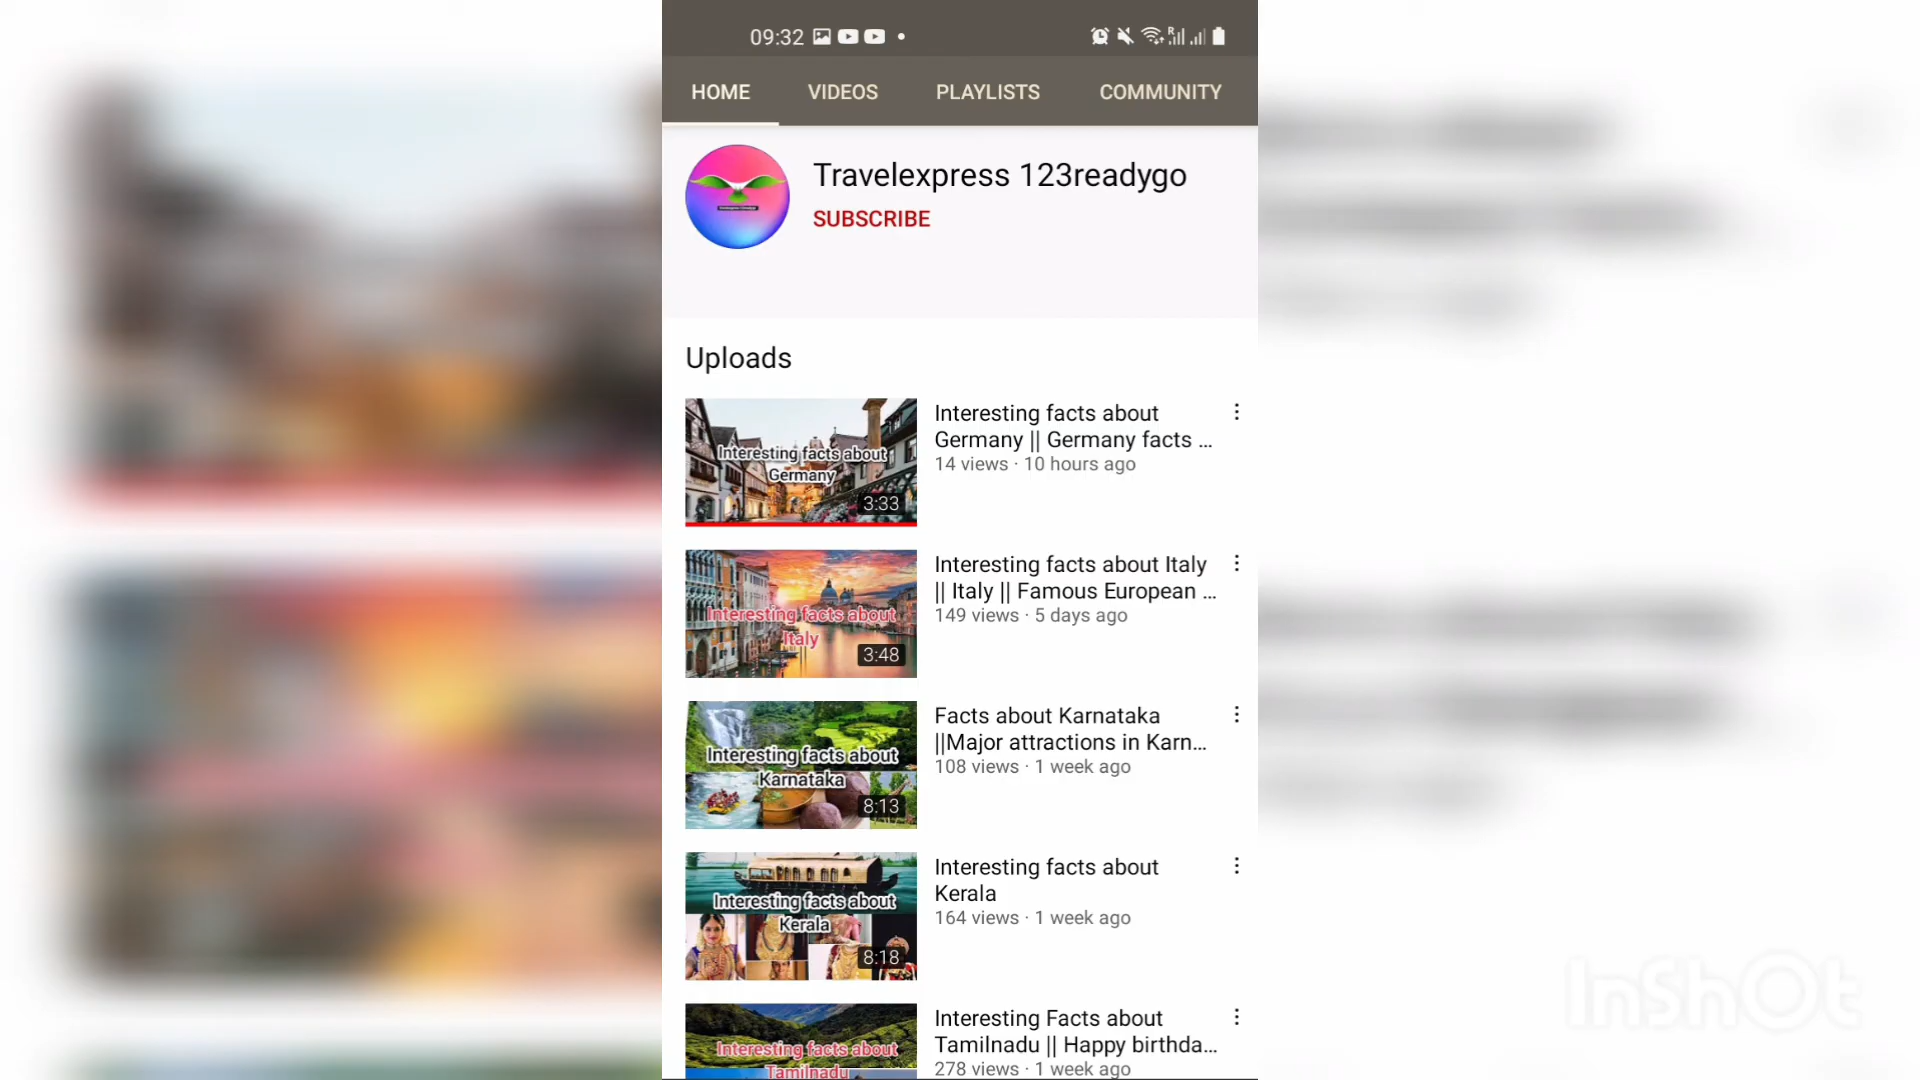 09:32
HOME VIDEOS PLAYLISTS COMMUNITY
Travelexpress 123readygo
SUBSCRIBE
Uploads
Interesting facts about
Germany
3:33
Interesting facts about
Germany || Germany facts ...
14 views · 10 hours ago
Interesting facts about
Italy
3:48
Interesting facts about Italy
|| Italy || Famous European ...
149 views · 5 days ago
Interesting facts about
Karnataka
8:13
Facts about Karnataka
||Major attractions in Karn...
108 views · 1 week ago
Interesting facts about
Kerala
8:18
Interesting facts about
Kerala
164 views · 1 week ago
Interesting facts about
Tamilnadu
Interesting Facts about
Tamilnadu || Happy birthda...
278 views · 1 week ago
InShOt